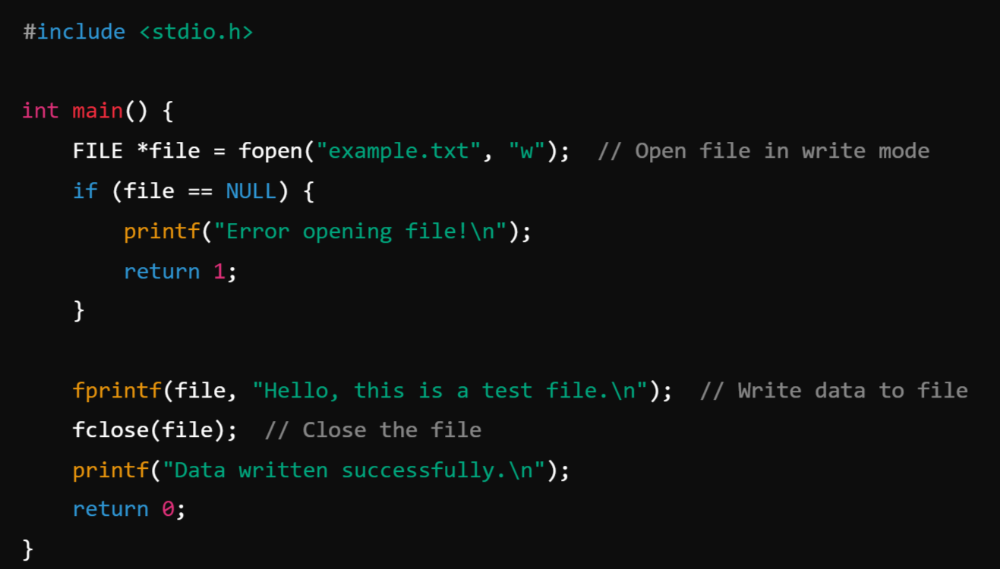 #include <stdio.h>
int main() {
    FILE *file = fopen("example.txt", "w");  // Open file in write mode
    if (file == NULL) {
        printf("Error opening file!\n");
        return 1;
    }
    fprintf(file, "Hello, this is a test file.\n");  // Write data to file
    fclose(file);  // Close the file
    printf("Data written successfully.\n");
    return 0;
}